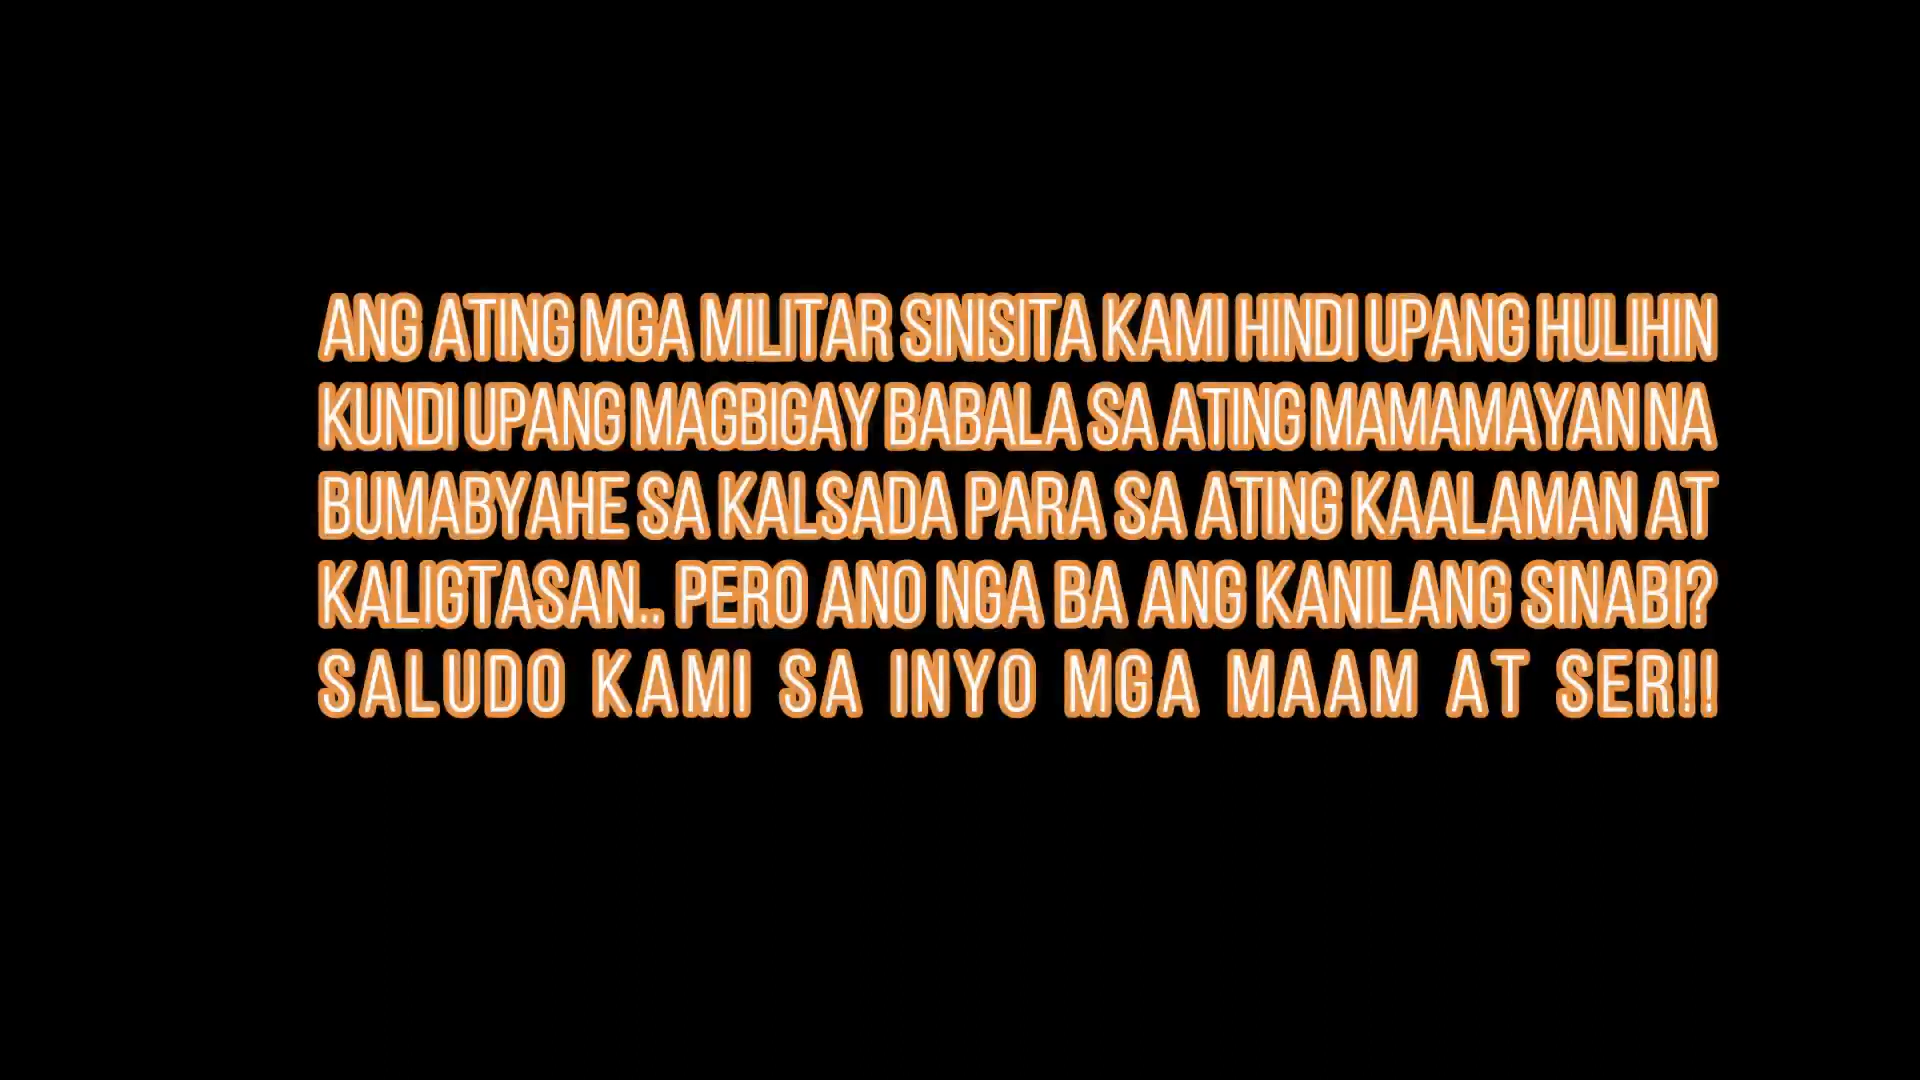 ANG ATING MGA MILITAR SINISITA KAMI HINDI UPANG HULIHIN
KUNDI UPANG MAGBIGAY BABALA SA ATING MAMAMAYAN NA
BUMABYAHE SA KALSADA PARA SA ATING KAALAMAN AT
KALIGTASAN.. PERO ANO NGA BA ANG KANILANG SINABI?
SALUDO KAMI SA INYO MGA MAAM AT SER!!